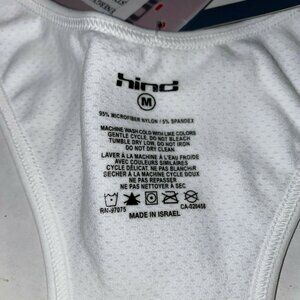 hind
M
95% MICROFIBER NYLON / 5% SPANDEX
MACHINE WASH COLD WITH LIKE COLORS
GENTLE CYCLE, DO NOT BLEACH
TUMBLE DRY LOW, DO NOT IRON
DO NOT DRY CLEAN
LAVER À LA MACHINE À L'EAU FROIDE
AVEC COULEURS SIMILAIRES
CYCLE DÉLICAT, NE PAS BLANCHIR
SÉCHER À LA MACHINE CYCLE DOUX
NE PAS REPASSER
NE PAS NETTOYER À SEC
RN-97075 CA-020456
MADE IN ISRAEL